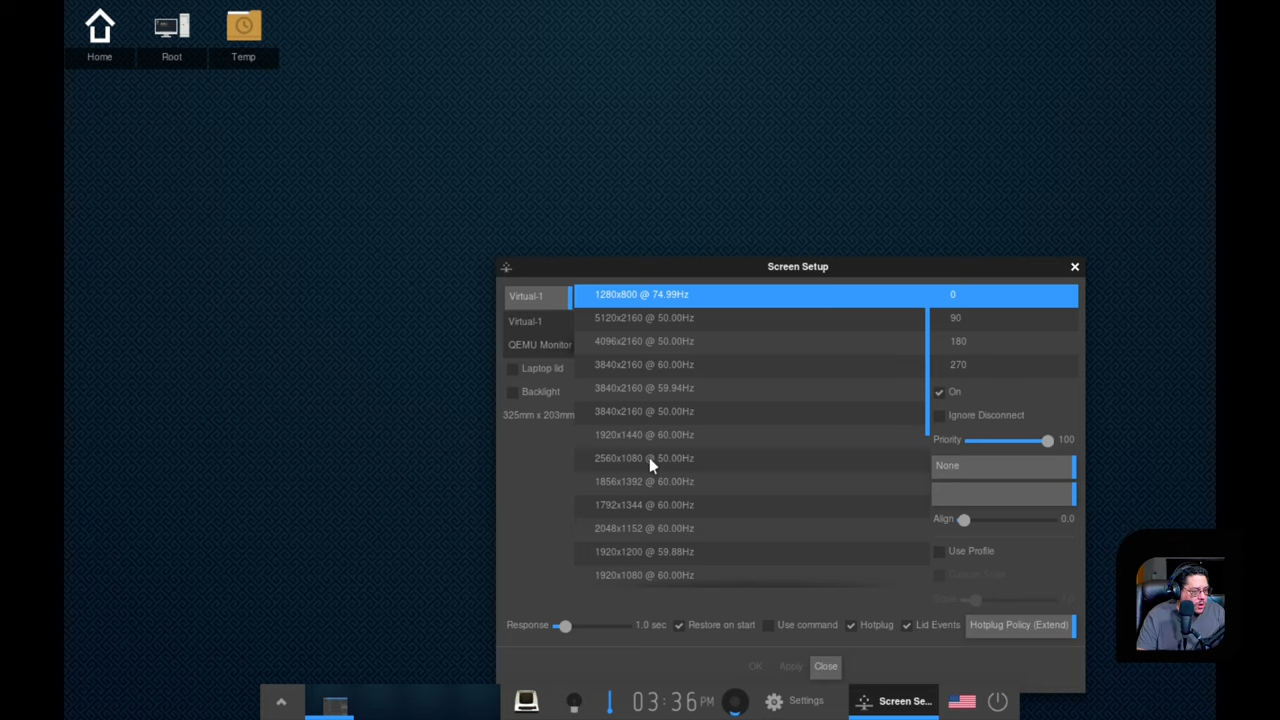 Home
Root
Temp
Screen Setup
Virtual-1
Virtual-1
QEMU Monitor
Laptop lid
Backlight
325mm x 203mm
1280x800 @ 74.99Hz
5120x2160 @ 50.00Hz
4096x2160 @ 50.00Hz
3840x2160 @ 60.00Hz
3840x2160 @ 59.94Hz
3840x2160 @ 50.00Hz
1920x1440 @ 60.00Hz
2560x1080 @ 50.00Hz
1856x1392 @ 60.00Hz
1792x1344 @ 60.00Hz
2048x1152 @ 60.00Hz
1920x1200 @ 59.88Hz
1920x1080 @ 60.00Hz
0
90
180
270
On
Ignore Disconnect
Priority 100
None
Align 0.0
Use Profile
Response 1.0 sec Restore on start Use command Hotplug Lid Events Hotplug Policy (Extend)
OK Apply Close
03:36PM Settings Screen Se...